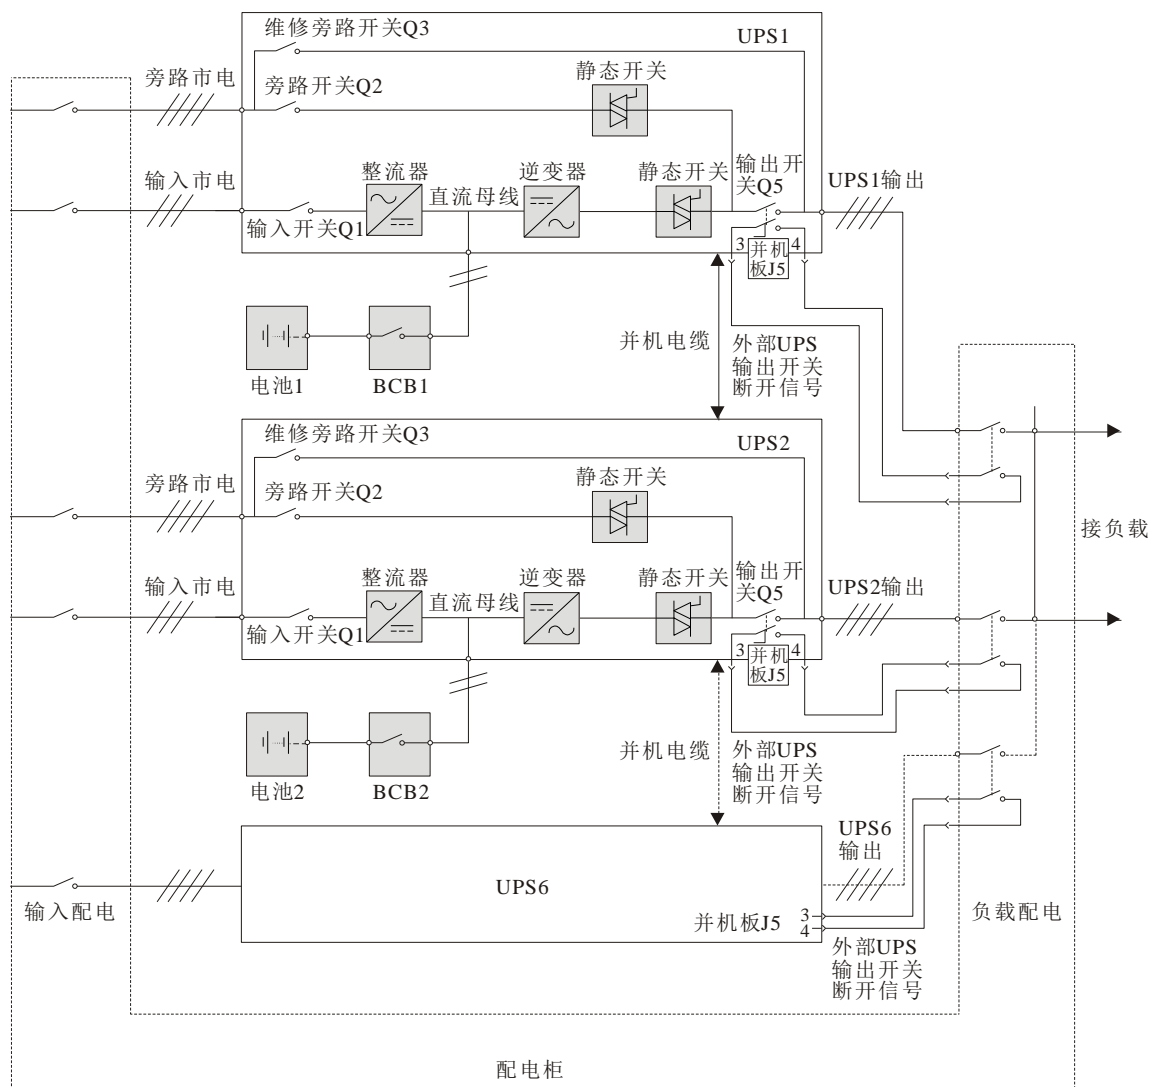 维修旁路开关Q3
UPS1
旁路市电
旁路开关Q2
静态开关
输入市电
整流器
直流母线
逆变器
静态开关
输出开
关Q5
UPS1输出
输入开关Q1
3
并机
板J5
4
电池1
BCB1
并机电缆
外部UPS
输出开关
断开信号
维修旁路开关Q3
UPS2
旁路市电
旁路开关Q2
静态开关
接负载
输入市电
整流器
直流母线
逆变器
静态开关
输出开
关Q5
UPS2输出
输入开关Q1
3
并机
板J5
4
电池2
BCB2
并机电缆
外部UPS
输出开关
断开信号
UPS6
输出
UPS6
输入配电
并机板J5
3
4
负载配电
外部UPS
输出开关
断开信号
配电柜